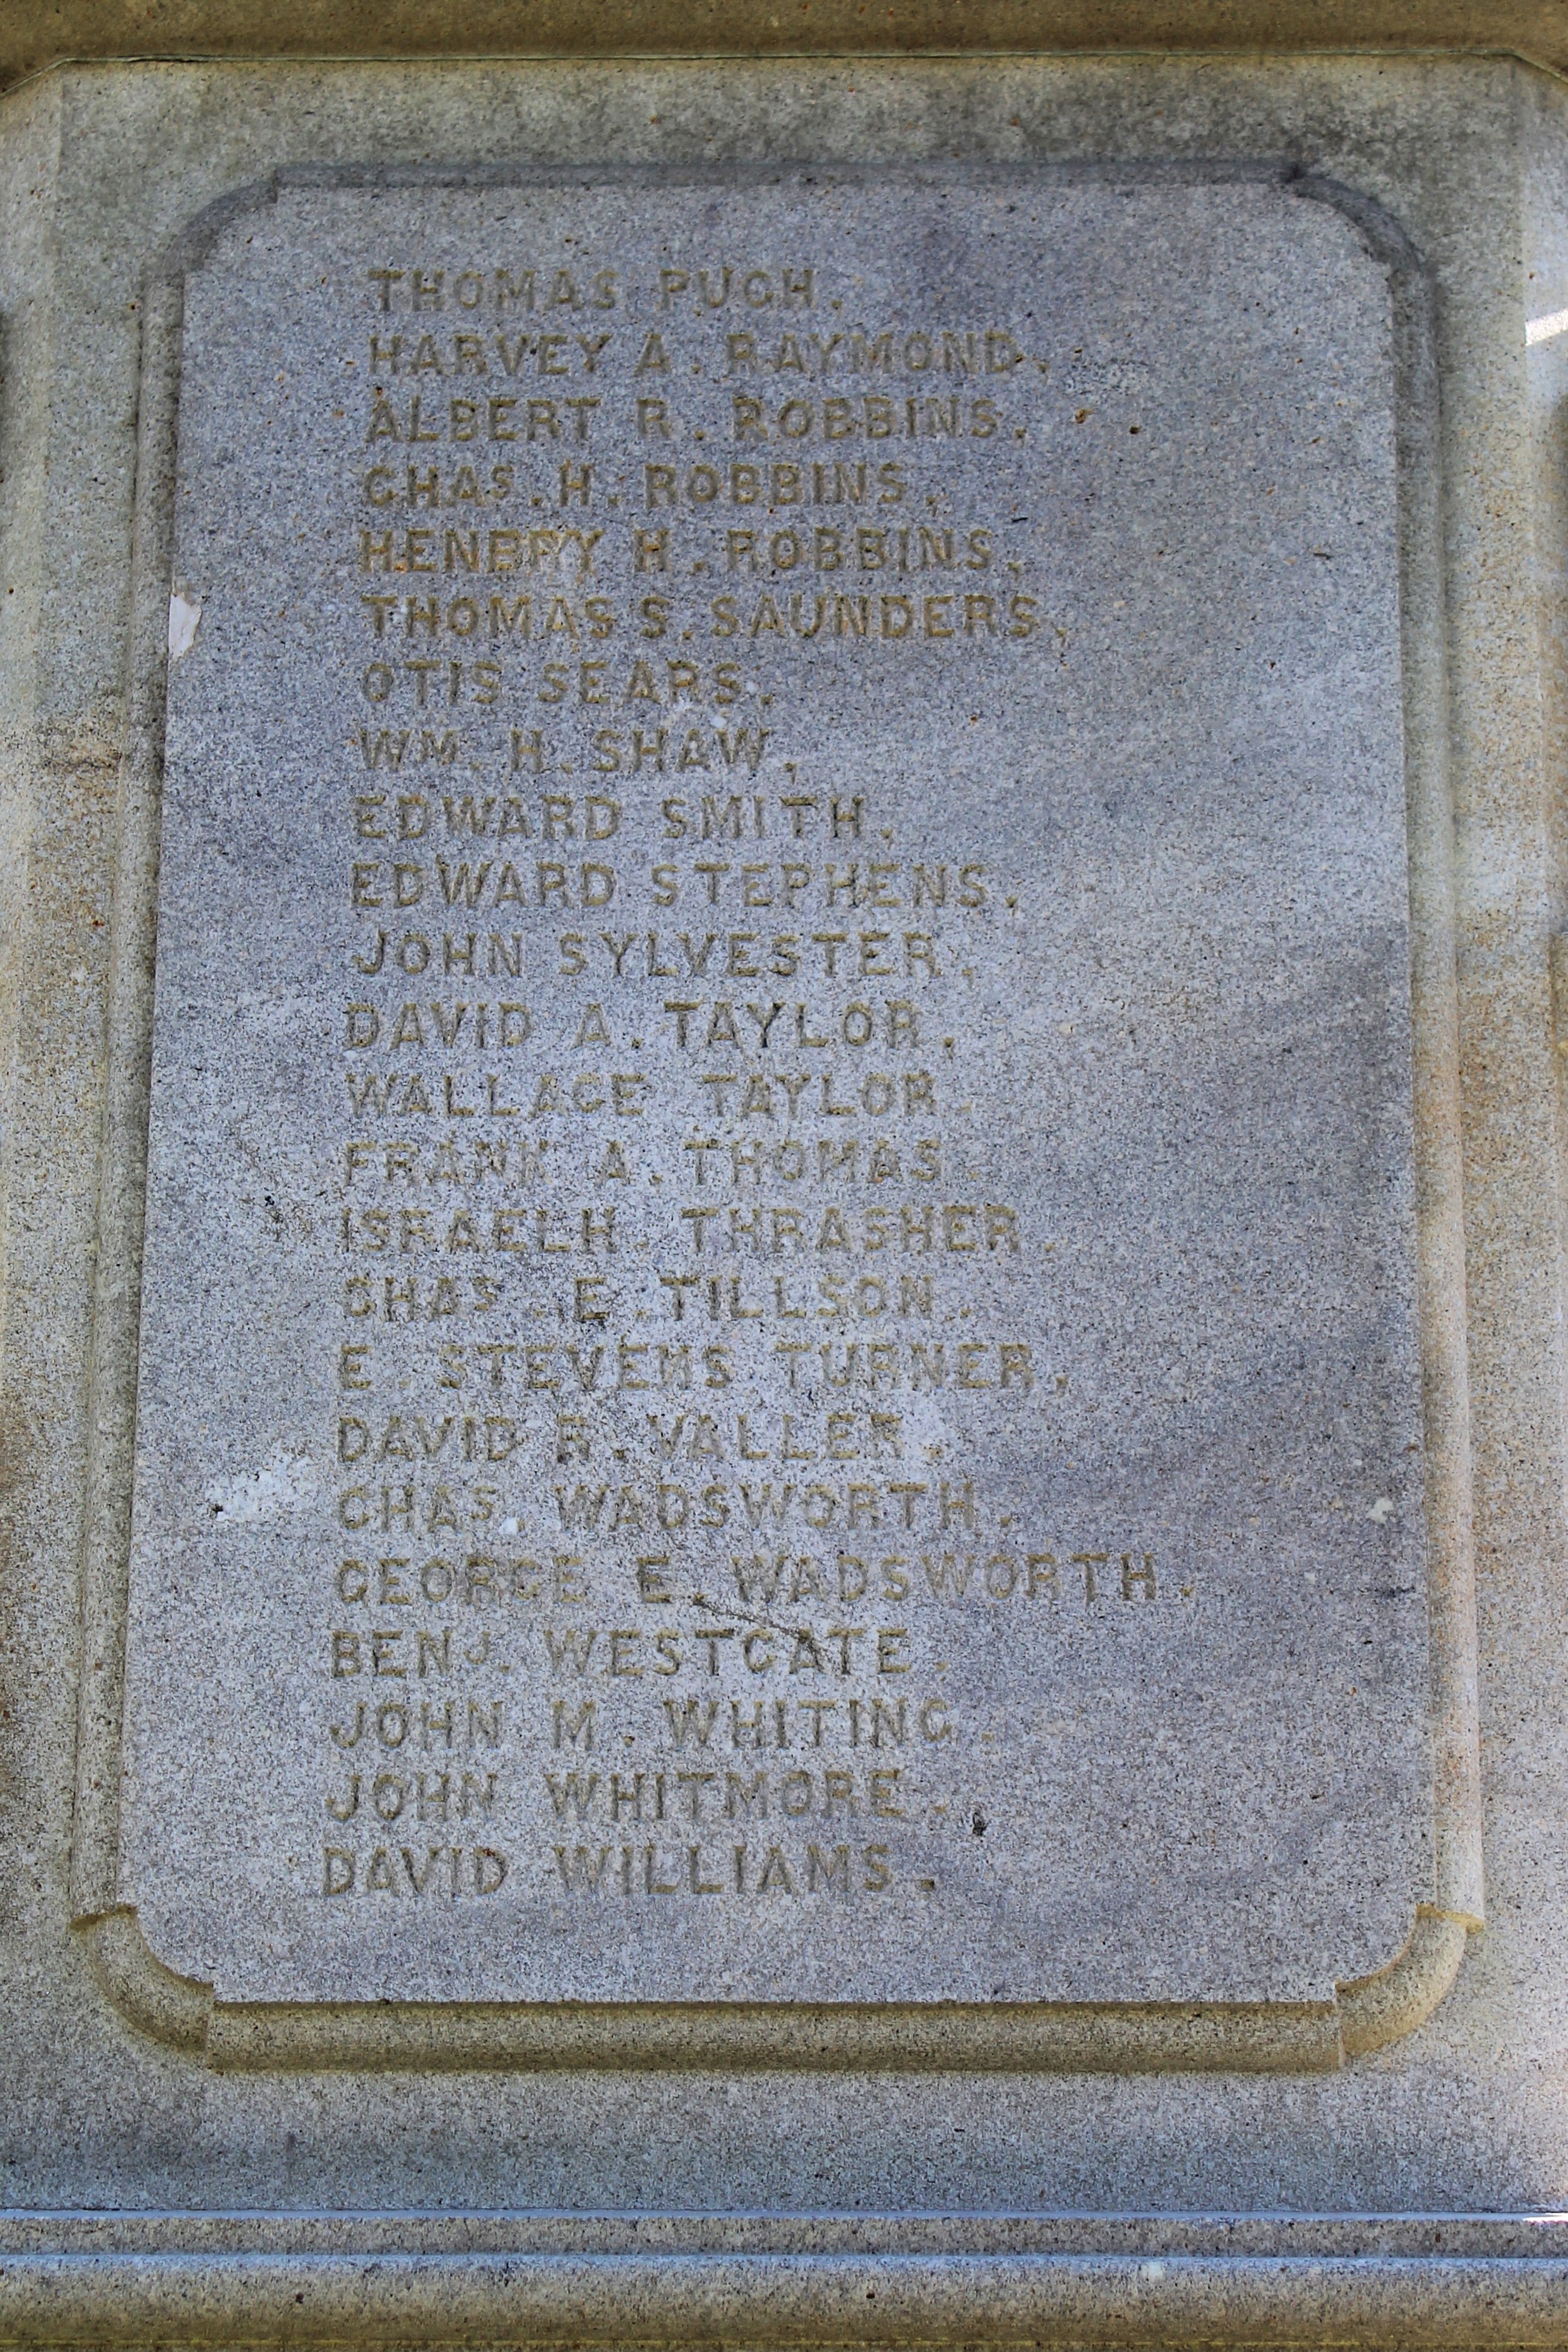 THOMAS PUGH.
HARVEY A. RAYMOND.
ALBERT R. ROBBINS.
CHAS. H. ROBBINS.
HENRRY H. ROBBINS.
THOMAS S. SAUNDERS.
OTIS SEARS.
WM. H. SHAW.
EDWARD SMITH.
EDWARD STEPHENS.
JOHN SYLVESTER.
DAVID A. TAYLOR.
WALLACE TAYLOR.
FRANK A. THOMAS.
ISRAEL H. THRASHER.
CHAS. E. TILLSON.
E. STEVENS TURNER.
DAVID R. VALLER.
CHAS. WADSWORTH.
GEORGE E. WADSWORTH.
BENJ. WESTGATE.
JOHN M. WHITING.
JOHN WHITMORE.
DAVID WILLIAMS.